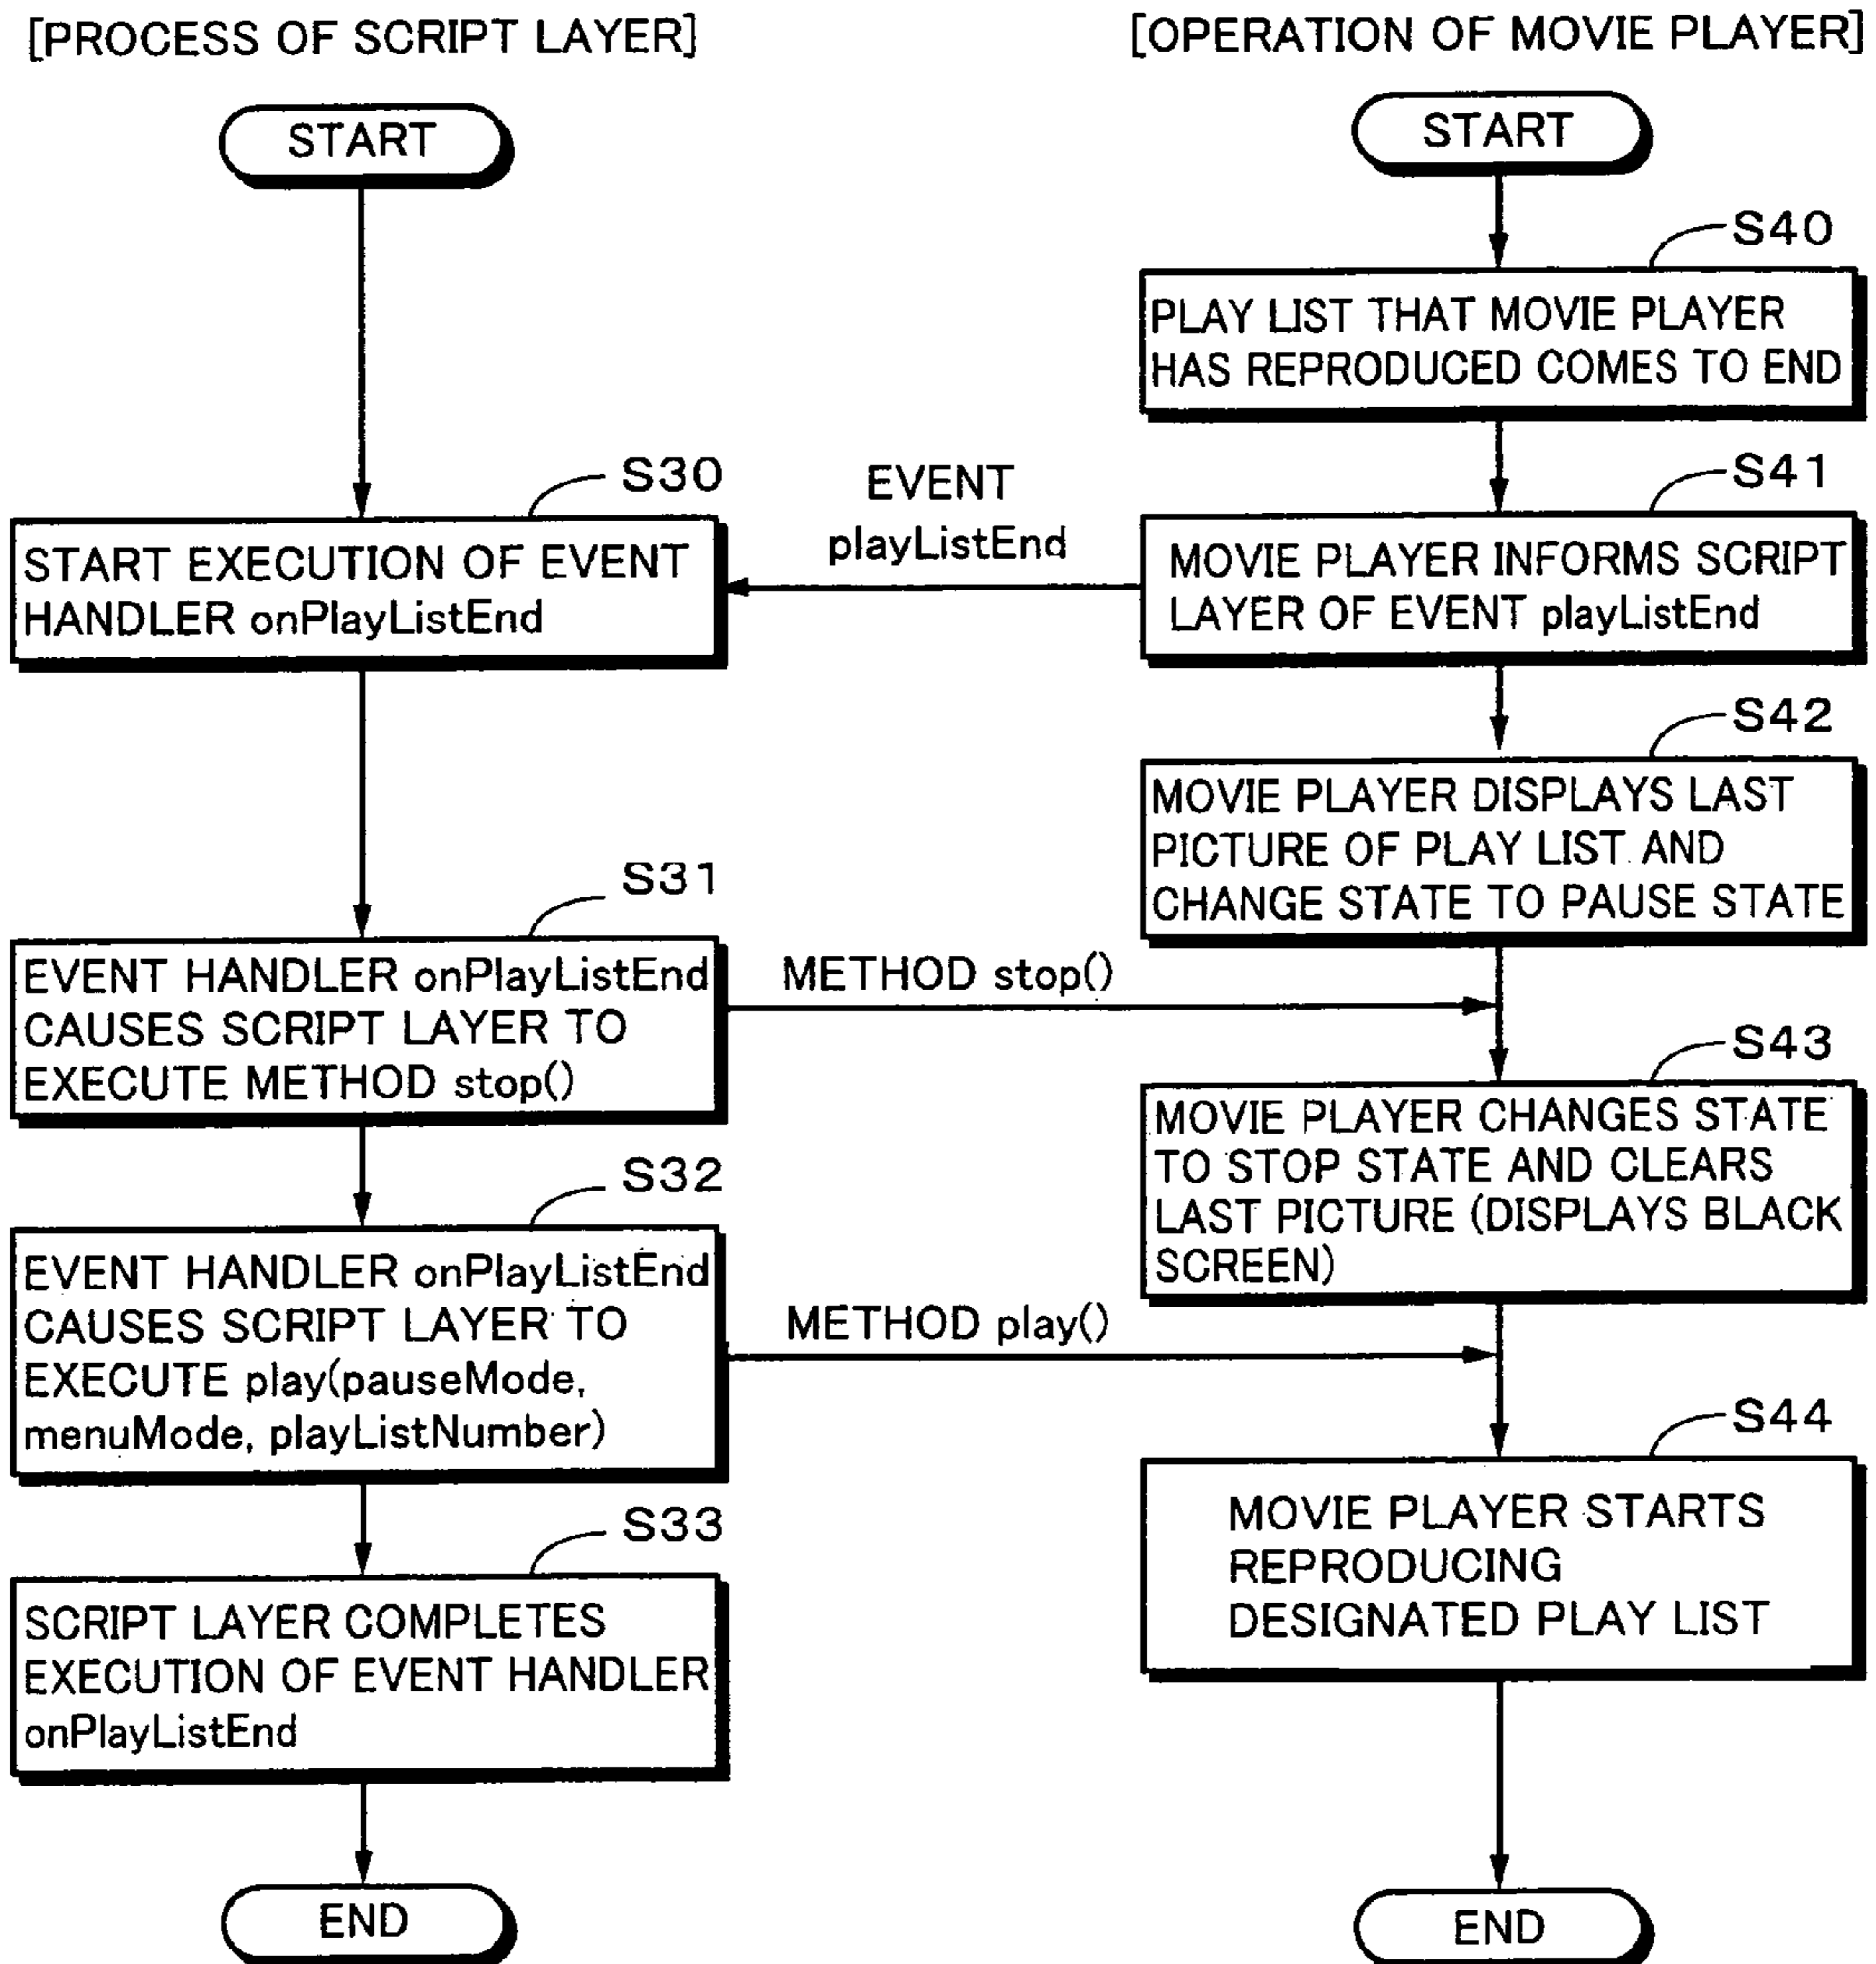 [PROCESS OF SCRIPT LAYER]
START
S30
START EXECUTION OF EVENT
HANDLER onPlayListEnd
S31
EVENT HANDLER onPlayListEnd
CAUSES SCRIPT LAYER TO
EXECUTE METHOD stop()
S32
EVENT HANDLER onPlayListEnd
CAUSES SCRIPT LAYER TO
EXECUTE play(pauseMode,
menuMode, playListNumber)
S33
SCRIPT LAYER COMPLETES
EXECUTION OF EVENT HANDLER
onPlayListEnd
END
EVENT
playListEnd
METHOD stop()
METHOD play()
[OPERATION OF MOVIE PLAYER]
START
S40
PLAY LIST THAT MOVIE PLAYER
HAS REPRODUCED COMES TO END
S41
MOVIE PLAYER INFORMS SCRIPT
LAYER OF EVENT playListEnd
S42
MOVIE PLAYER DISPLAYS LAST
PICTURE OF PLAY LIST AND
CHANGE STATE TO PAUSE STATE
S43
MOVIE PLAYER CHANGES STATE
TO STOP STATE AND CLEARS
LAST PICTURE (DISPLAYS BLACK
SCREEN)
S44
MOVIE PLAYER STARTS
REPRODUCING
DESIGNATED PLAY LIST
END